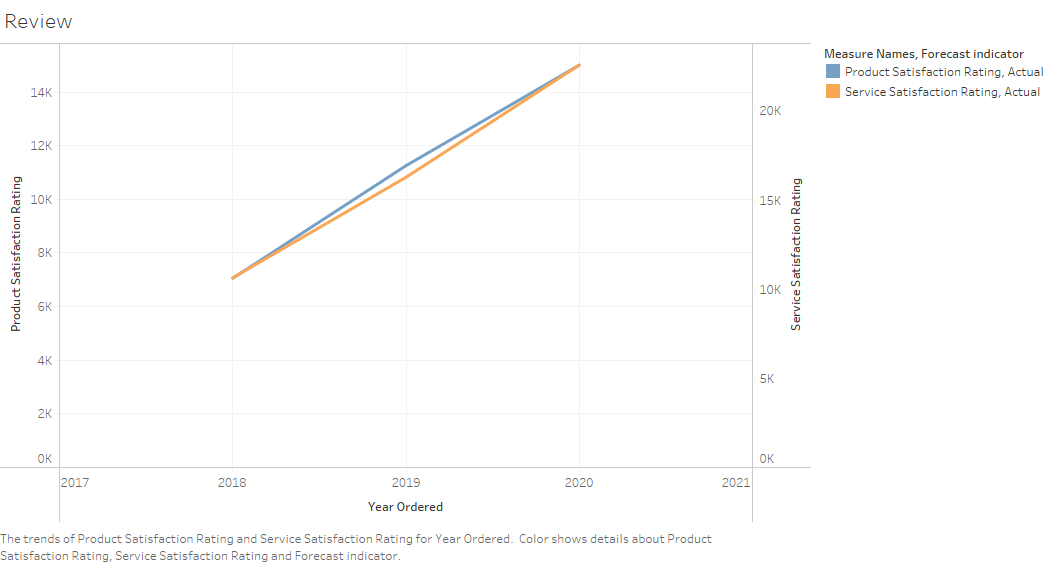 Review
Measure Names, Forecast indicator
Product Satisfaction Rating, Actual
Service Satisfaction Rating, Actual
Product Satisfaction Rating
14K
12K
10K
8K
6K
4K
2K
0K
20K
15K
10K
5K
0K
Service Satisfaction Rating
2017
2018
2019
2020
2021
Year Ordered
The trends of Product Satisfaction Rating and Service Satisfaction Rating for Year Ordered.  Color shows details about Product
Satisfaction Rating, Service Satisfaction Rating and Forecast indicator.